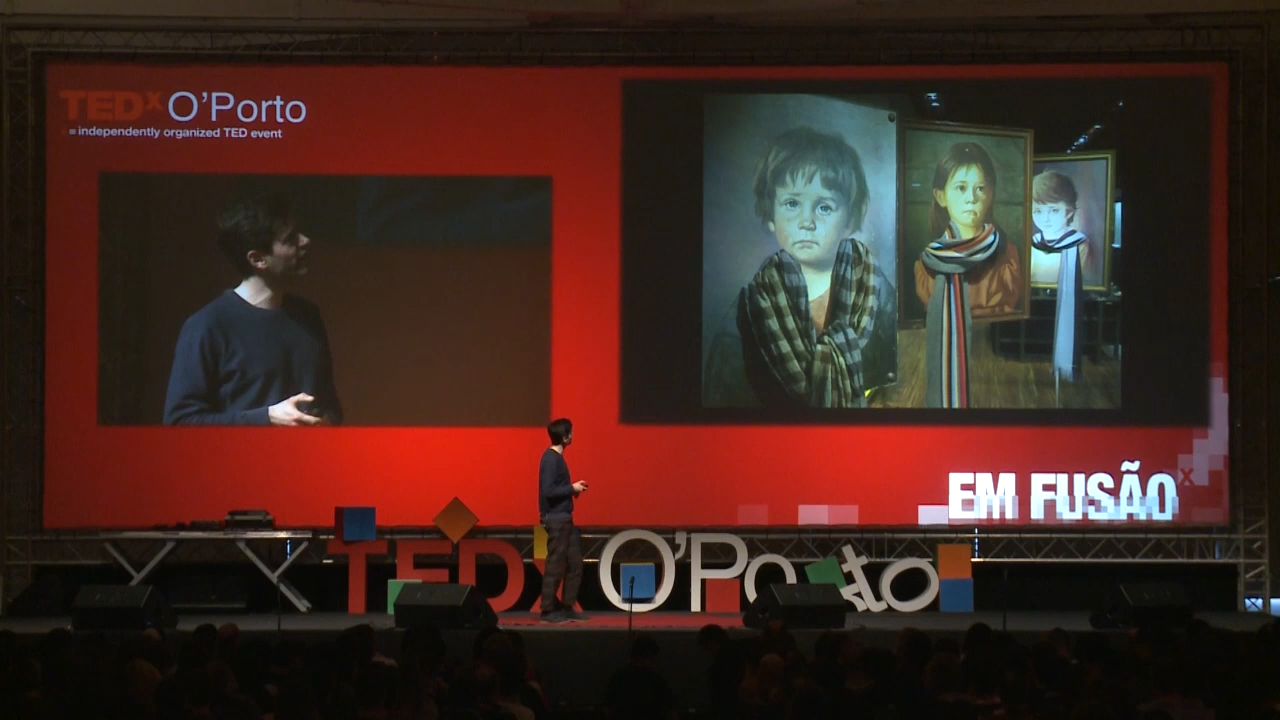 TEDx O'Porto
independently organized TED event
EM FUSÃO x
TEDx O'Porto